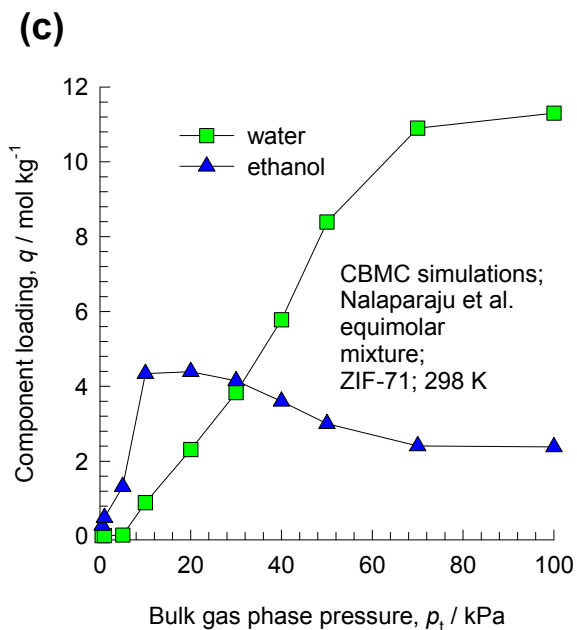 (c)
12
10
8
6
4
2
0
Component loading, q / mol kg-1
water
ethanol
CBMC simulations;
Nalaparaju et al.
equimolar
mixture;
ZIF-71; 298 K
0 20 40 60 80 100
Bulk gas phase pressure, pt / kPa